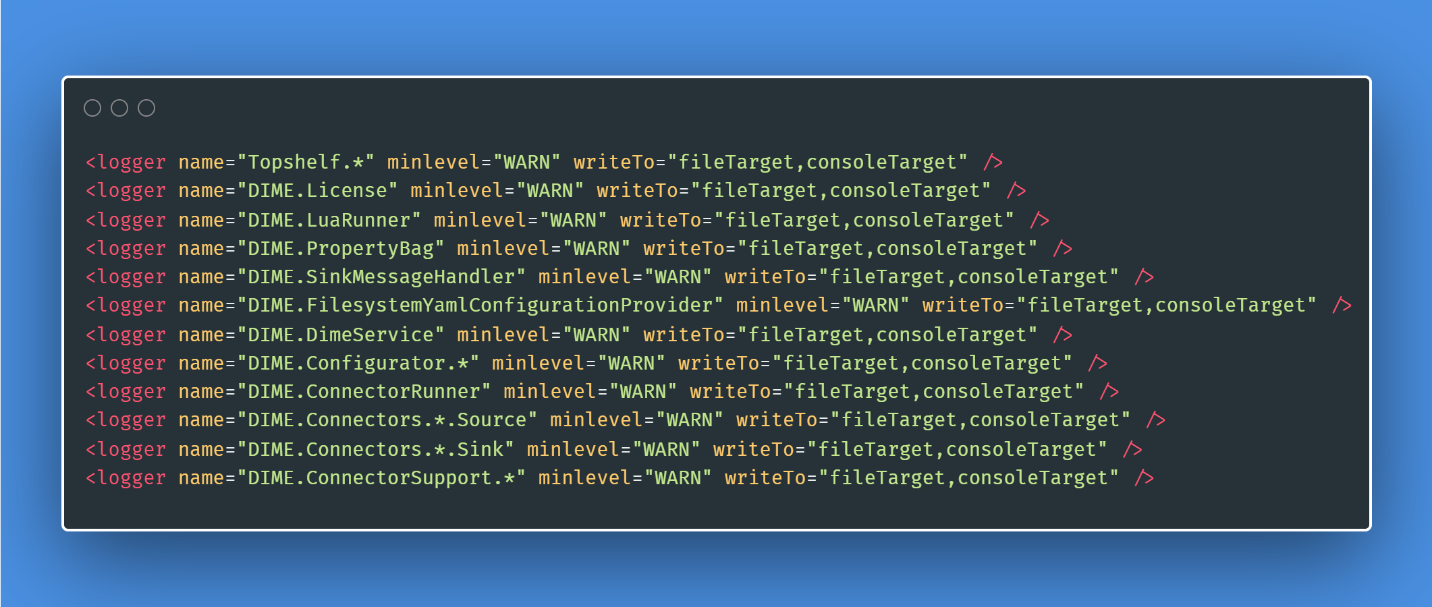 <logger name="Topshelf.*" minlevel="WARN" writeTo="fileTarget,consoleTarget" />
<logger name="DIME.License" minlevel="WARN" writeTo="fileTarget,consoleTarget" />
<logger name="DIME.LuaRunner" minlevel="WARN" writeTo="fileTarget,consoleTarget" />
<logger name="DIME.PropertyBag" minlevel="WARN" writeTo="fileTarget,consoleTarget" />
<logger name="DIME.SinkMessageHandler" minlevel="WARN" writeTo="fileTarget,consoleTarget" />
<logger name="DIME.FilesystemYamlConfigurationProvider" minlevel="WARN" writeTo="fileTarget,consoleTarget" />
<logger name="DIME.DimeService" minlevel="WARN" writeTo="fileTarget,consoleTarget" />
<logger name="DIME.Configurator.*" minlevel="WARN" writeTo="fileTarget,consoleTarget" />
<logger name="DIME.ConnectorRunner" minlevel="WARN" writeTo="fileTarget,consoleTarget" />
<logger name="DIME.Connectors.*.Source" minlevel="WARN" writeTo="fileTarget,consoleTarget" />
<logger name="DIME.Connectors.*.Sink" minlevel="WARN" writeTo="fileTarget,consoleTarget" />
<logger name="DIME.ConnectorSupport.*" minlevel="WARN" writeTo="fileTarget,consoleTarget" />